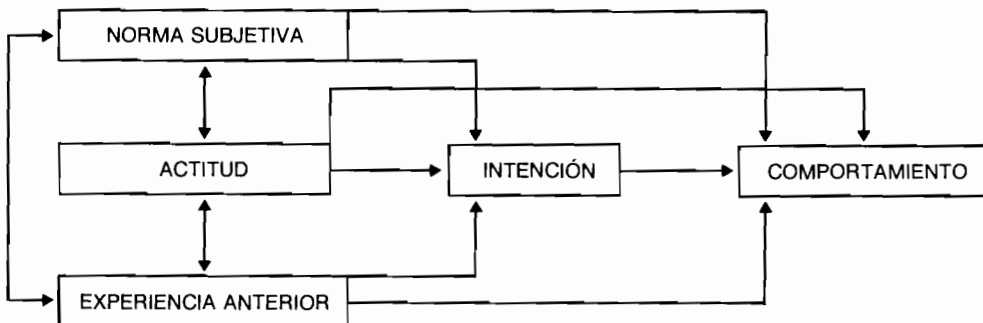 NORMA SUBJETIVA
ACTITUD
INTENCIÓN
COMPORTAMIENTO
EXPERIENCIA ANTERIOR